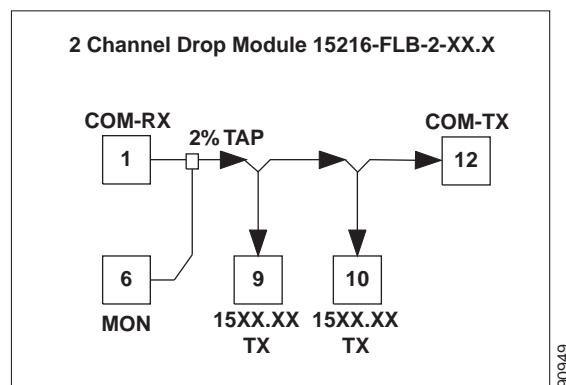 2 Channel Drop Module 15216-FLB-2-XX.X
COM-RX
2% TAP
COM-TX
1
12
6
9
10
MON
15XX.XX
TX
15XX.XX
TX
90949